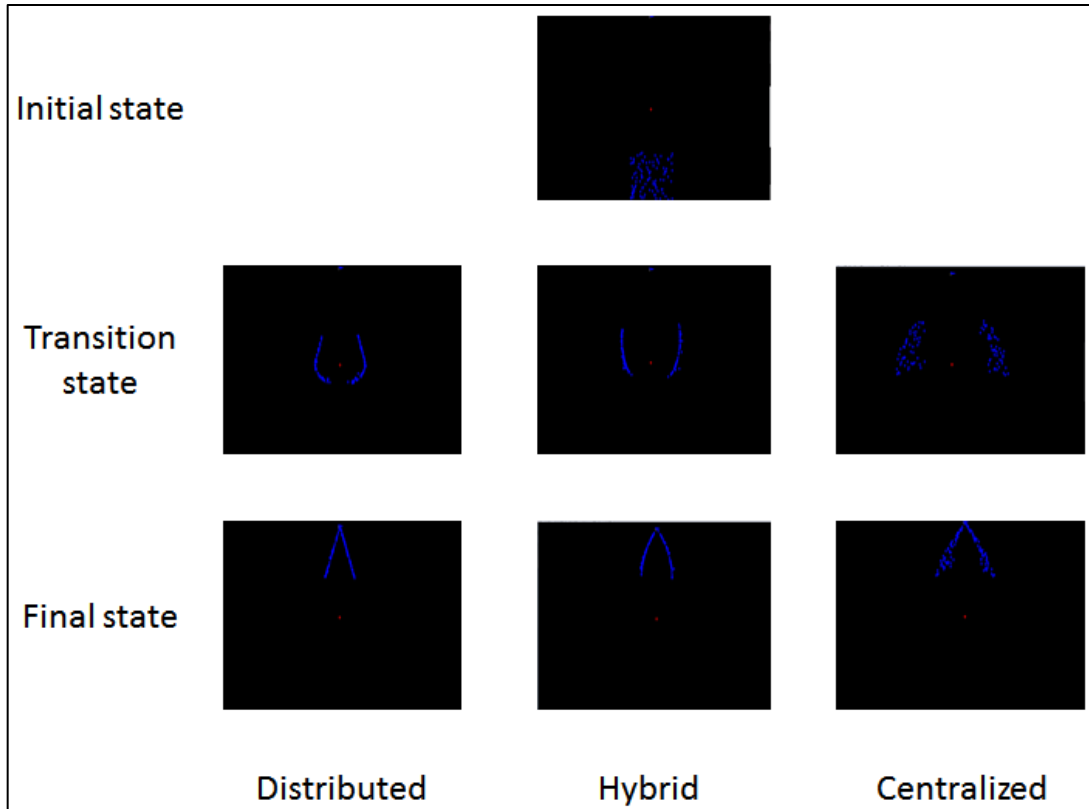 Initial state
Transition
state
Final state
Distributed
Hybrid
Centralized